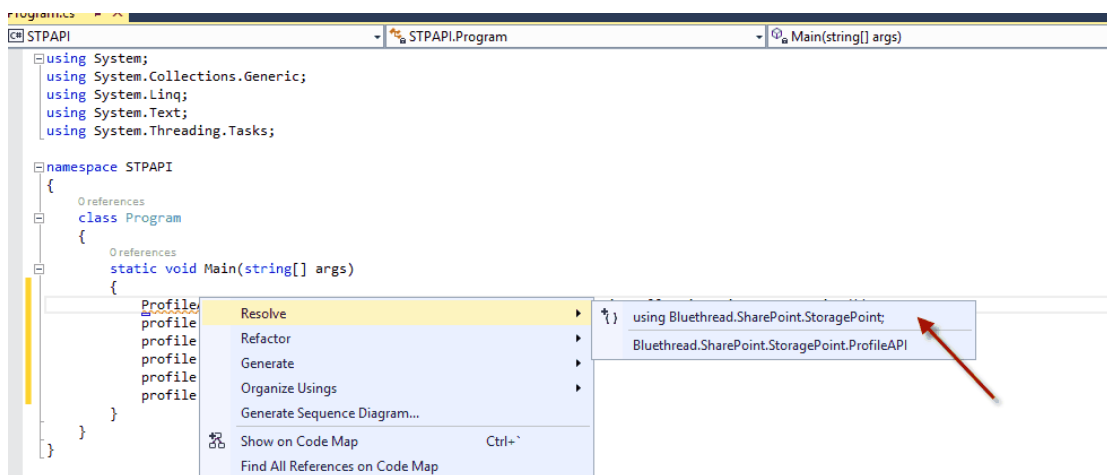 Program.cs
C# STPAPI STPAPI.Program Main(string[] args)
using System;
using System.Collections.Generic;
using System.Linq;
using System.Text;
using System.Threading.Tasks;
namespace STPAPI
{
0 references
class Program
{
0 references
static void Main(string[] args)
{
Profile
profile
profile
profile
profile
profile
}
}
}
Resolve
Refactor
Generate
Organize Usings
Generate Sequence Diagram...
Show on Code Map Ctrl+`
Find All References on Code Map
using Bluethread.SharePoint.StoragePoint;
Bluethread.SharePoint.StoragePoint.ProfileAPI